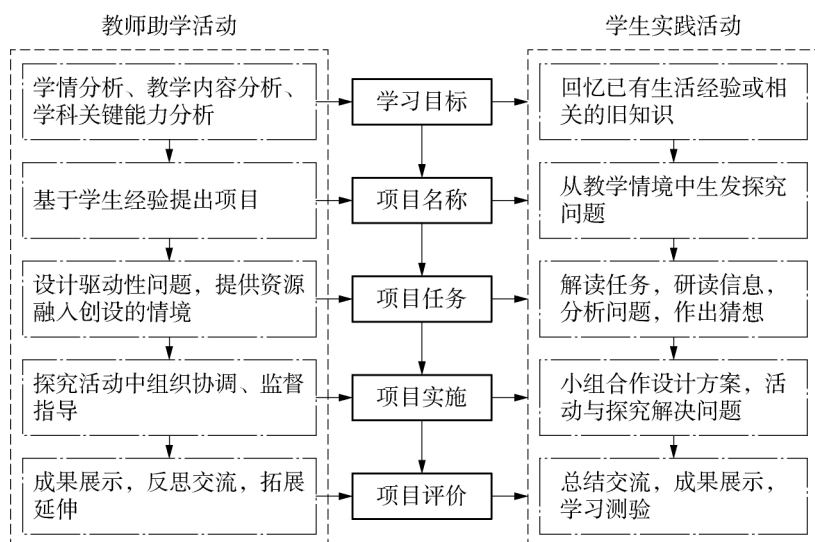 教师助学活动
学生实践活动
学情分析、教学内容分析、
学科关键能力分析
学习目标
回忆已有生活经验或相
关的旧知识
基于学生经验提出项目
项目名称
从教学情境中生发探究
问题
设计驱动性问题，提供资源
融入创设的情境
项目任务
解读任务，研读信息，
分析问题，作出猜想
探究活动中组织协调、监督
指导
项目实施
小组合作设计方案，活
动与探究解决问题
成果展示，反思交流，拓展
延伸
项目评价
总结交流，成果展示，
学习测验